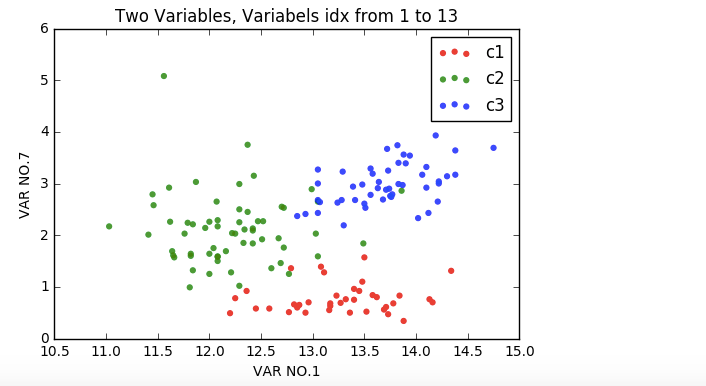 Two Variables, Variabels idx from 1 to 13
6
5
4
3
2
1
0
VAR NO.7
c1
c2
c3
10.5 11.0 11.5 12.0 12.5 13.0 13.5 14.0 14.5 15.0
VAR NO.1